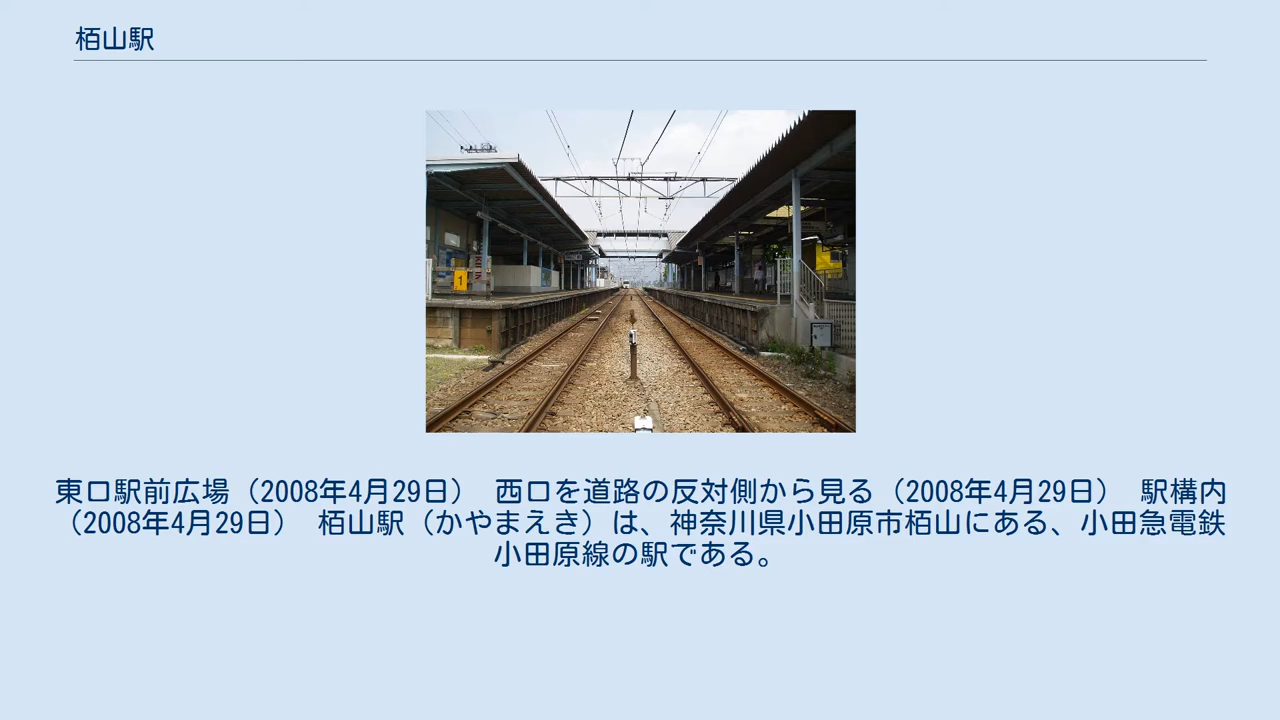 栢山駅
1
東口駅前広場（2008年4月29日）　西口を道路の反対側から見る（2008年4月29日）　駅構内
（2008年4月29日）　栢山駅（かやまえき）は、神奈川県小田原市栢山にある、小田急電鉄
小田原線の駅である。